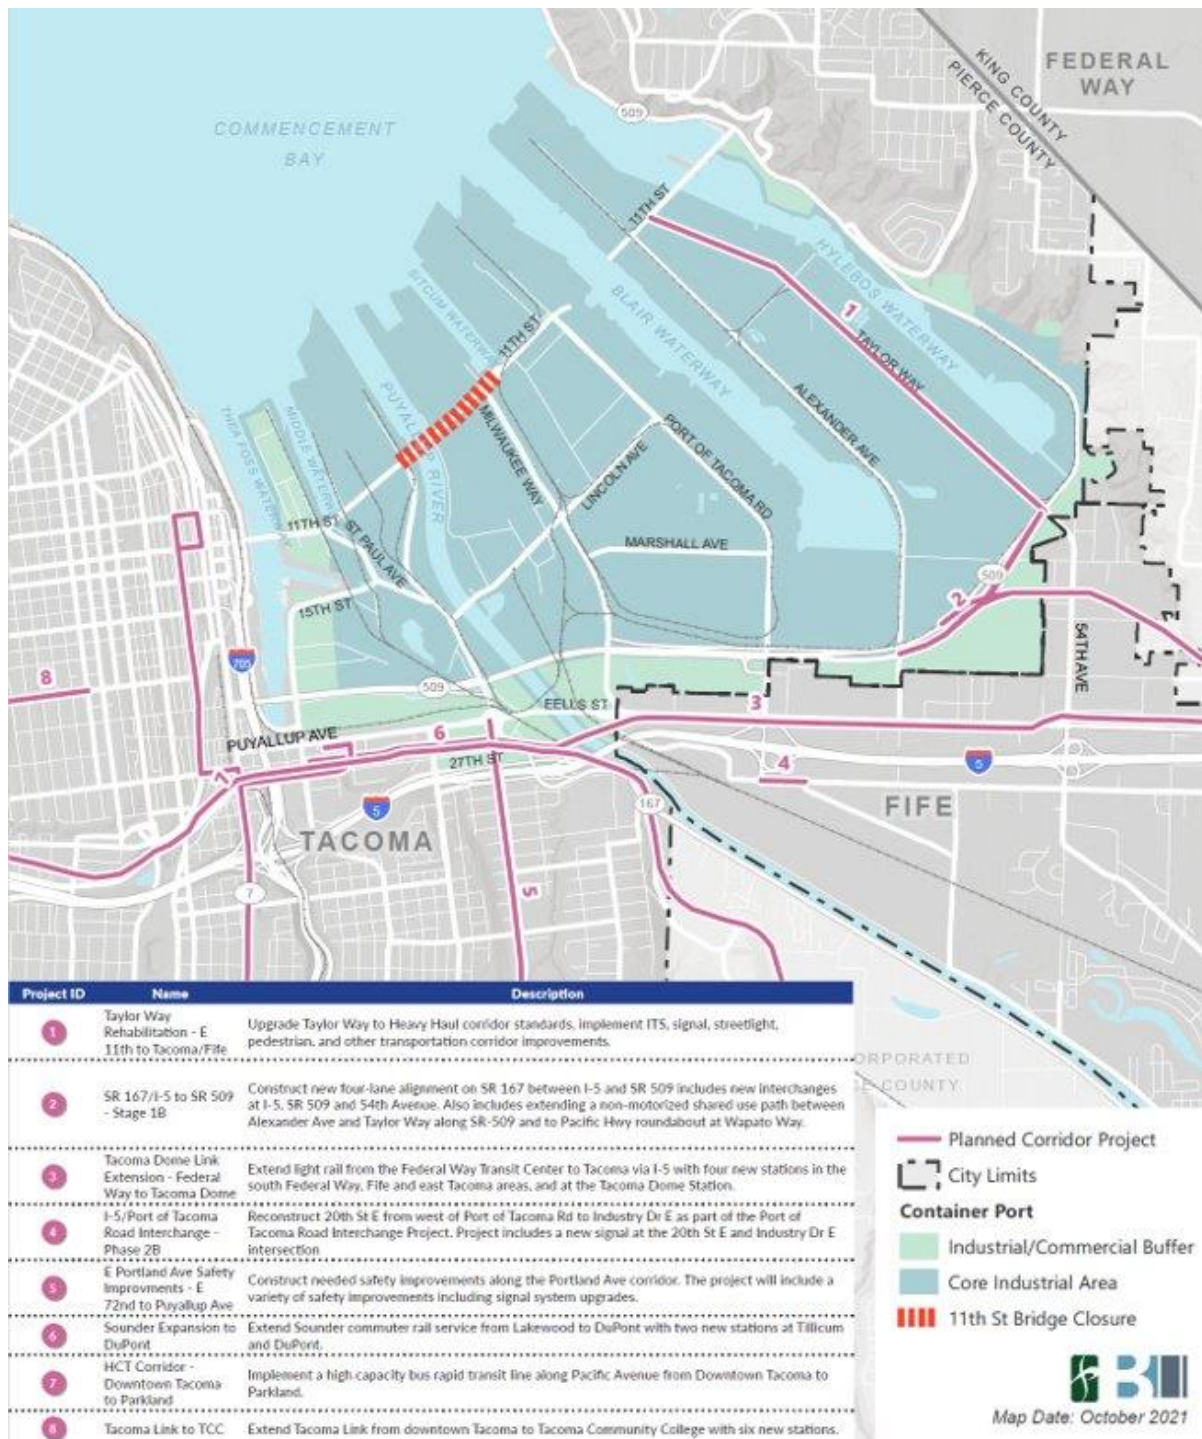 KING COUNTY
PIERCE COUNTY
FEDERAL
WAY
COMMENCEMENT
BAY
509
11TH ST
HYLEBOS WATERWAY
BLAIR WATERWAY
SITCUM WATERWAY
11TH ST
1
TAYLOR WAY
ALEXANDER AVE
PORT OF TACOMA RD
PUYAL
RIVER
MILWAUKEE WAY
LINCOLN AVE
THEA FOSS WATERWAY
MIDDLE WATERWAY
11TH ST
ST PAUL AVE
MARSHALL AVE
15TH ST
509
2
54TH AVE
705
8
509
EELLS ST
3
PUYALLUP AVE
6
27TH ST
7
4
5
5
167
FIFE
TACOMA
7
5
Project ID Name Description
1 Taylor Way
Rehabilitation - E
11th to Tacoma/Fife
Upgrade Taylor Way to Heavy Haul corridor standards, implement ITS, signal, streetlight,
pedestrian, and other transportation corridor improvements.
2 SR 167/I-5 to SR 509
- Stage 1B
Construct new four-lane alignment on SR 167 between I-5 and SR 509 includes new interchanges
at I-5, SR 509 and 54th Avenue. Also includes extending a non-motorized shared use path between
Alexander Ave and Taylor Way along SR-509 and to Pacific Hwy roundabout at Wapato Way.
3 Tacoma Dome Link
Extension - Federal
Way to Tacoma Dome
Extend light rail from the Federal Way Transit Center to Tacoma via I-5 with four new stations in the
south Federal Way, Fife and east Tacoma areas, and at the Tacoma Dome Station.
4 I-5/Port of Tacoma
Road Interchange -
Phase 2B
Reconstruct 20th St E from west of Port of Tacoma Rd to Industry Dr E as part of the Port of
Tacoma Road Interchange Project. Project includes a new signal at the 20th St E and Industry Dr E
intersection
5 E Portland Ave Safety
Improvments - E
72nd to Puyallup Ave
Construct needed safety improvements along the Portland Ave corridor. The project will include a
variety of safety improvements including signal system upgrades.
6 Sounder Expansion to
DuPont
Extend Sounder commuter rail service from Lakewood to DuPont with two new stations at Tillicum
and DuPont.
7 HCT Corridor -
Downtown Tacoma
to Parkland
Implement a high-capacity bus rapid transit line along Pacific Avenue from Downtown Tacoma to
Parkland.
8 Tacoma Link to TCC Extend Tacoma Link from downtown Tacoma to Tacoma Community College with six new stations.
ORPORATED
COUNTY
Planned Corridor Project
City Limits
Container Port
Industrial/Commercial Buffer
Core Industrial Area
11th St Bridge Closure
Map Date: October 2021